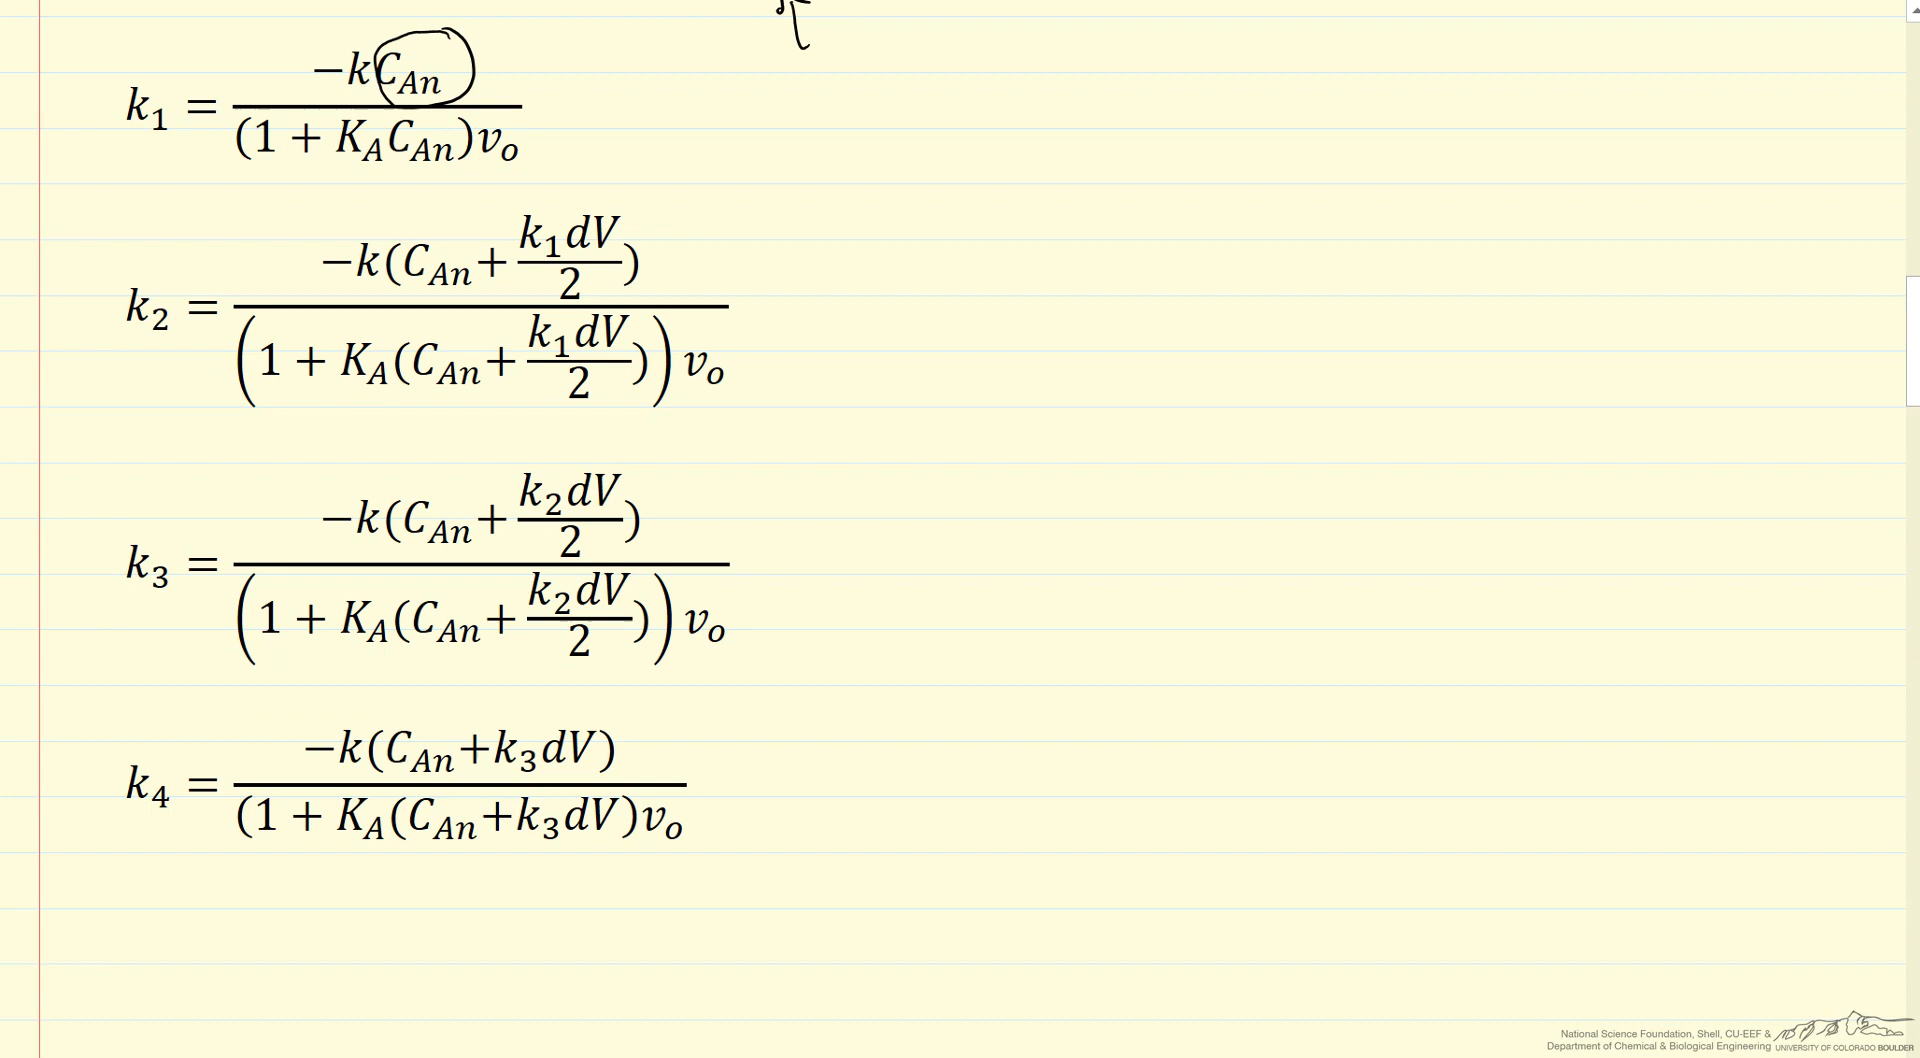 k₁ = −kC_An / (1 + K_A C_An)v_o
k₂ = −k(C_An + k₁dV/2) / (1 + K_A(C_An + k₁dV/2))v_o
k₃ = −k(C_An + k₂dV/2) / (1 + K_A(C_An + k₂dV/2))v_o
k₄ = −k(C_An+k₃dV) / (1 + K_A(C_An+k₃dV)v_o
National Science Foundation, Shell, CU-EEF &
Department of Chemical & Biological Engineering UNIVERSITY OF COLORADO BOULDER